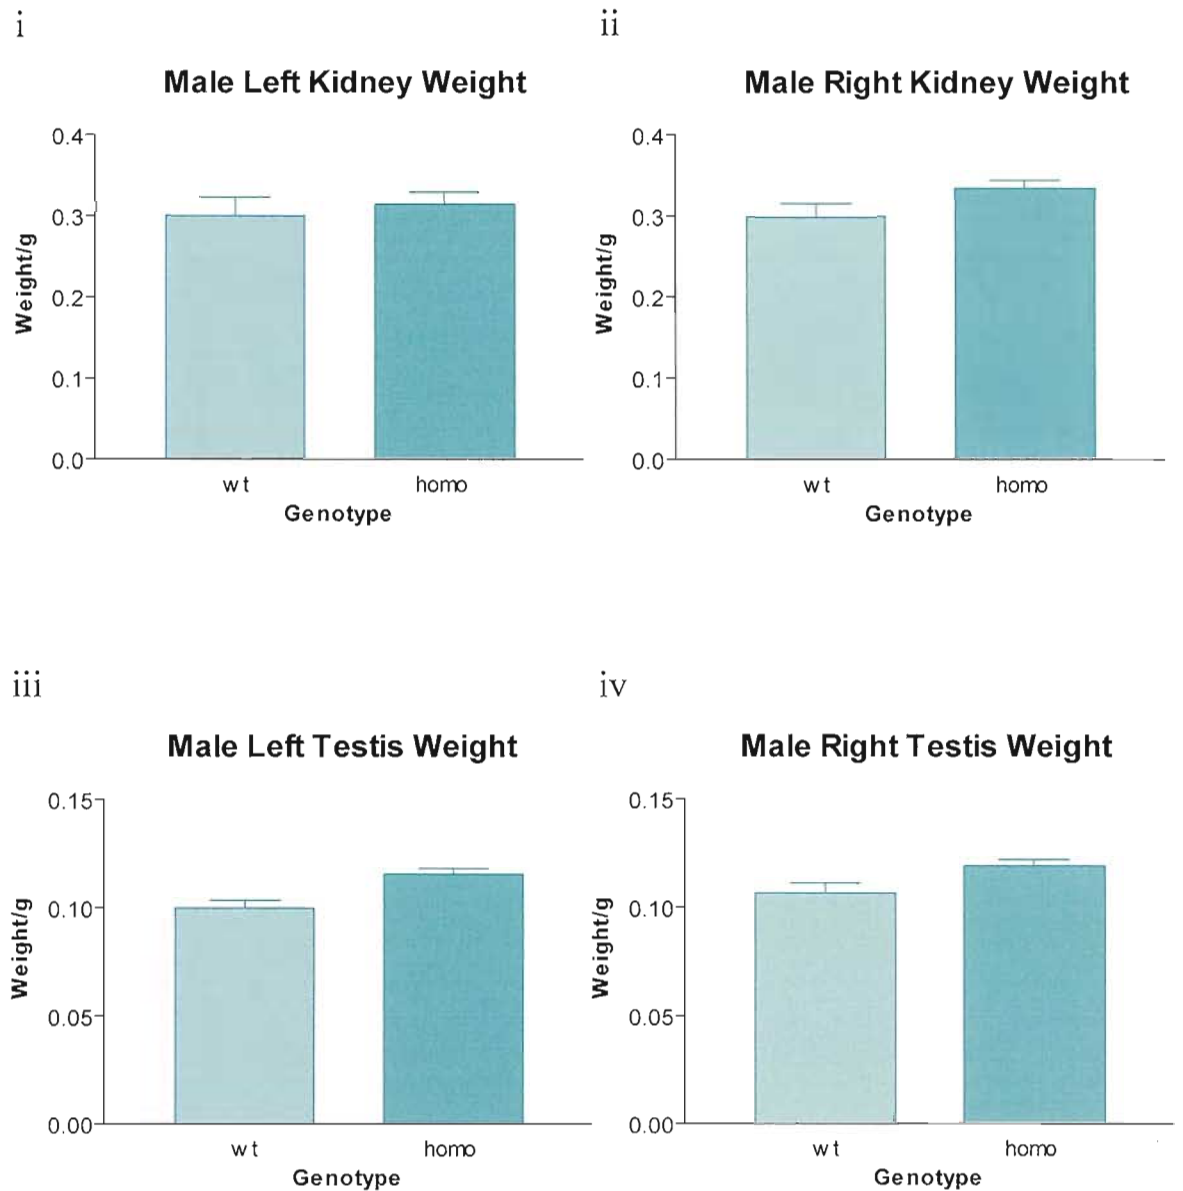 i
Male Left Kidney Weight
0.4
0.3
0.2
0.1
0.0
Weight/g
wt
homo
Genotype
ii
Male Right Kidney Weight
0.4
0.3
0.2
0.1
0.0
Weight/g
wt
homo
Genotype
iii
Male Left Testis Weight
0.15
0.10
0.05
0.00
Weight/g
wt
homo
Genotype
iv
Male Right Testis Weight
0.15
0.10
0.05
0.00
Weight/g
wt
homo
Genotype